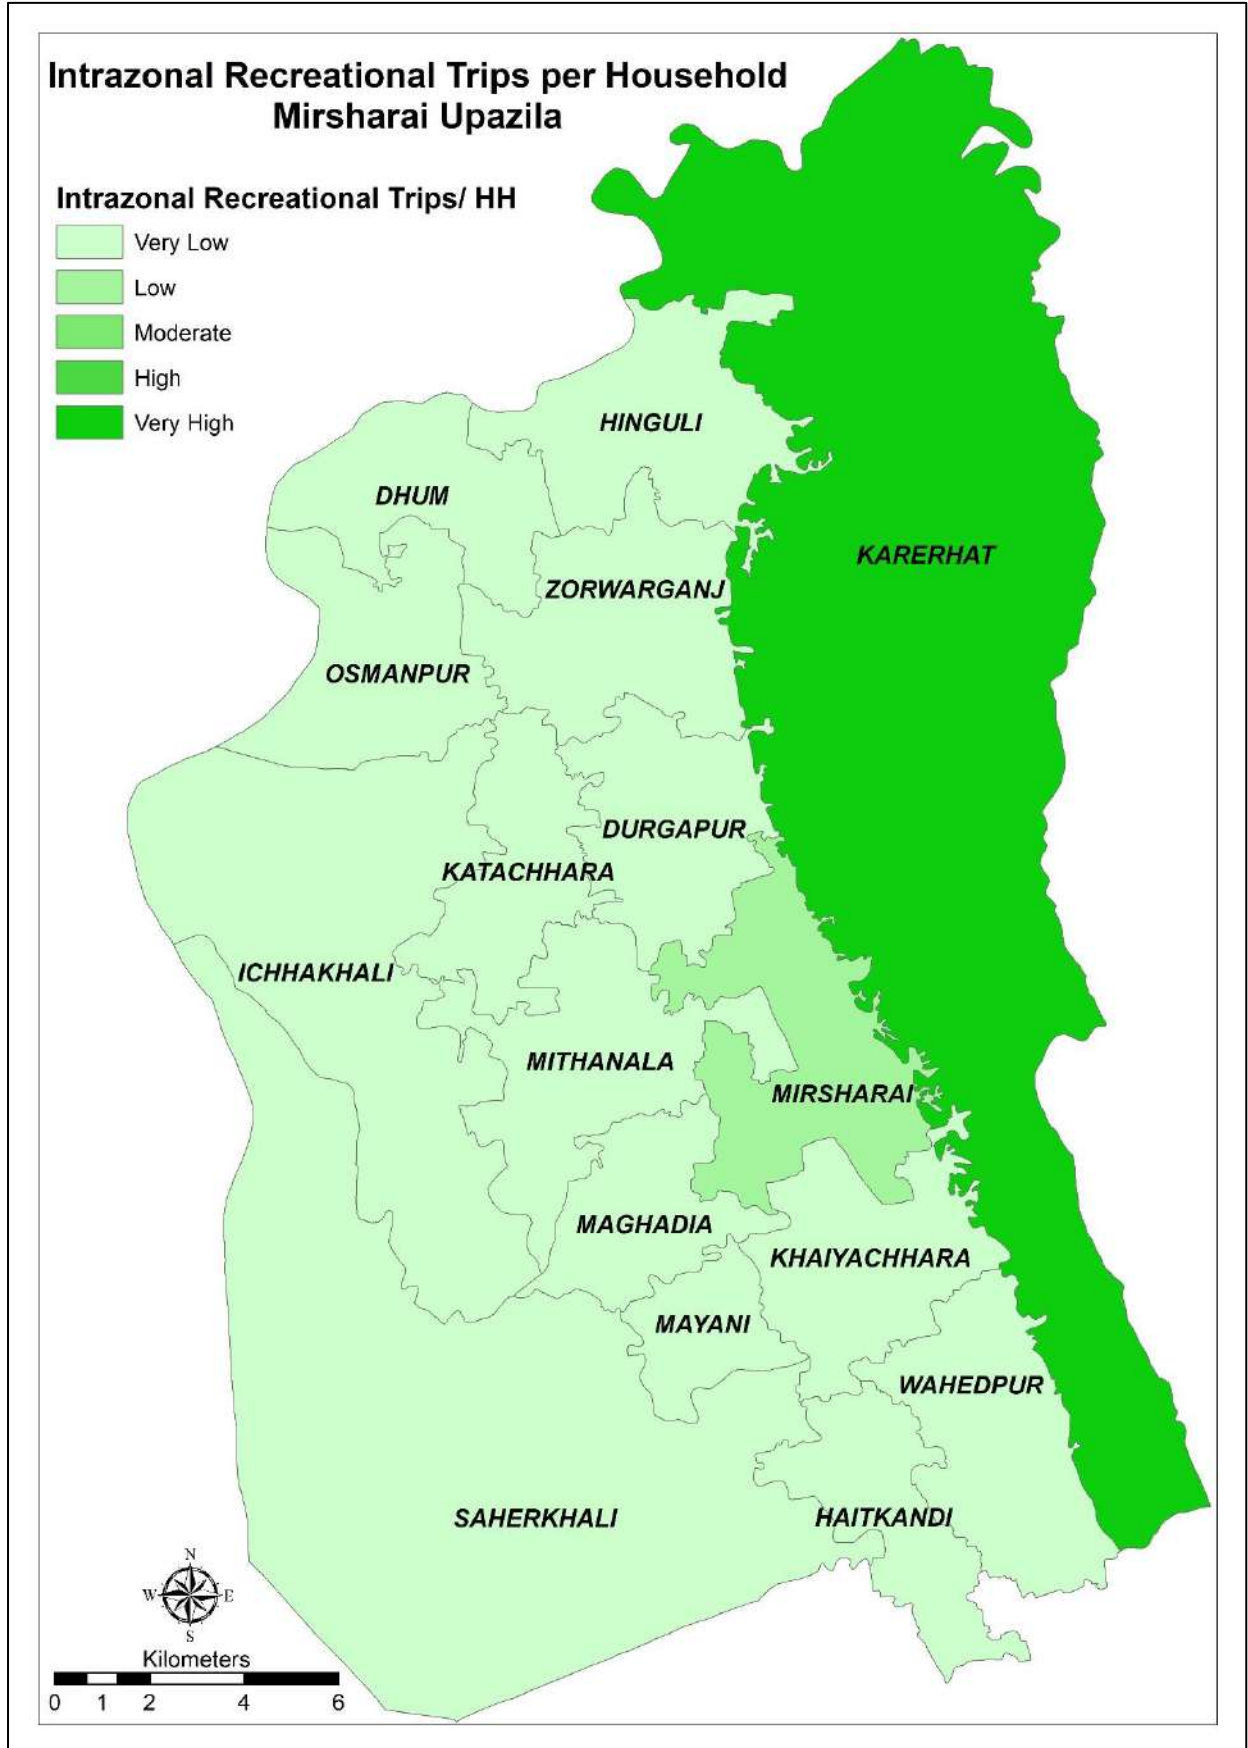 Intrazonal Recreational Trips per Household
Mirsharai Upazila
Intrazonal Recreational Trips/ HH
Very Low
Low
Moderate
High
Very High
HINGULI
DHUM
KARERHAT
ZORWARGANJ
OSMANPUR
DURGAPUR
KATACHHARA
ICHHAKHALI
MITHANALA
MIRSHARAI
MAGHADIA
KHAIYACHHARA
MAYANI
WAHEDPUR
SAHERKHALI
HAITKANDI
N
W E
S
Kilometers
0 1 2 4 6